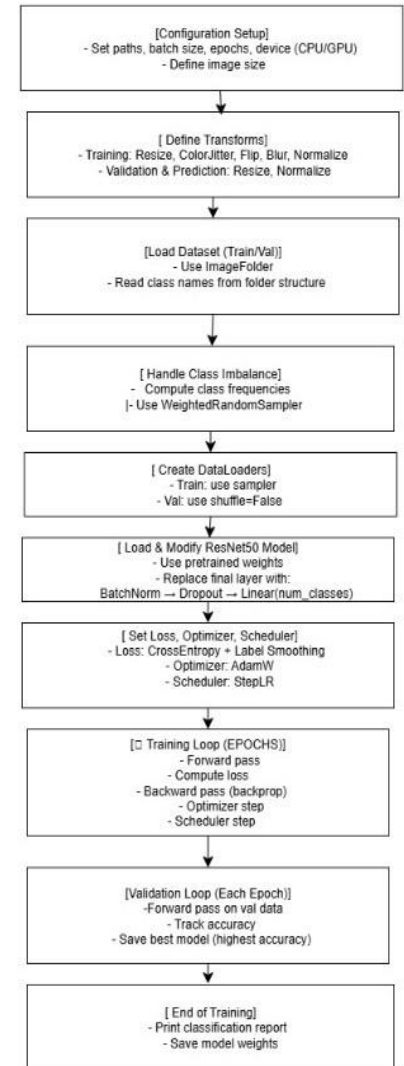 [Configuration Setup]
- Set paths, batch size, epochs, device (CPU/GPU)
- Define image size
[ Define Transforms]
- Training: Resize, ColorJitter, Flip, Blur, Normalize
- Validation & Prediction: Resize, Normalize
[Load Dataset (Train/Val)]
- Use ImageFolder
- Read class names from folder structure
[ Handle Class Imbalance]
- Compute class frequencies
|- Use WeightedRandomSampler
[ Create DataLoaders]
- Train: use sampler
- Val: use shuffle=False
[ Load & Modify ResNet50 Model]
- Use pretrained weights
- Replace final layer with:
BatchNorm → Dropout → Linear(num_classes)
[ Set Loss, Optimizer, Scheduler]
- Loss: CrossEntropy + Label Smoothing
- Optimizer: AdamW
- Scheduler: StepLR
[□ Training Loop (EPOCHS)]
- Forward pass
- Compute loss
- Backward pass (backprop)
- Optimizer step
- Scheduler step
[Validation Loop (Each Epoch)]
-Forward pass on val data
- Track accuracy
- Save best model (highest accuracy)
[ End of Training]
- Print classification report
- Save model weights